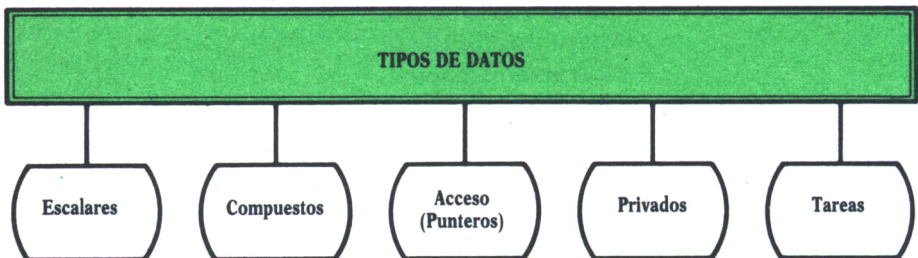 TIPOS DE DATOS
Escalares
Compuestos
Acceso
(Punteros)
Privados
Tareas